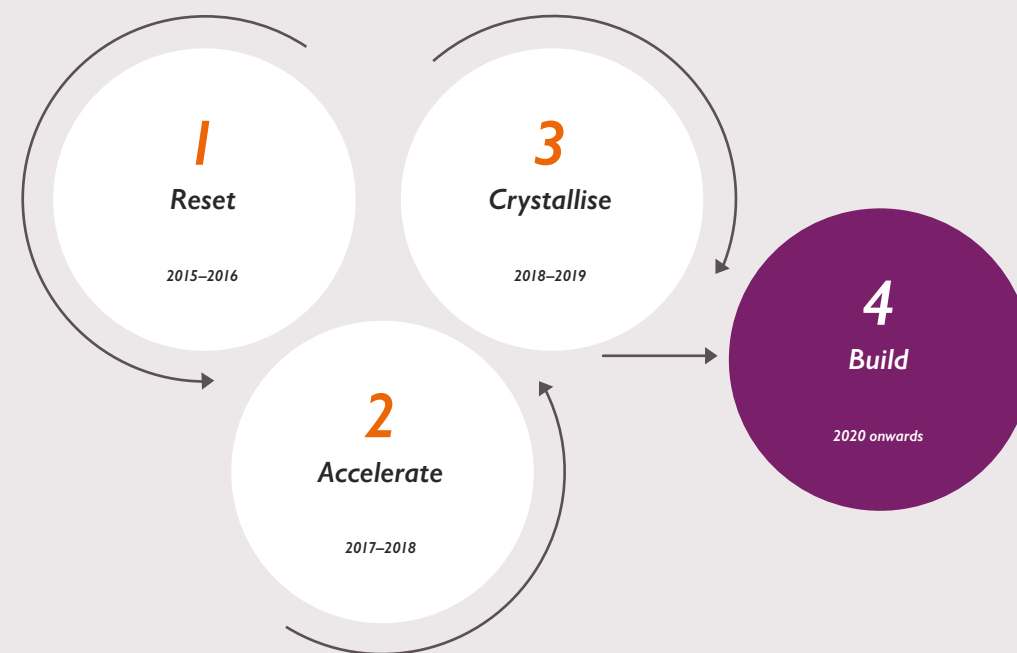 1
Reset
2015–2016
2
Accelerate
2017–2018
3
Crystallise
2018–2019
4
Build
2020 onwards